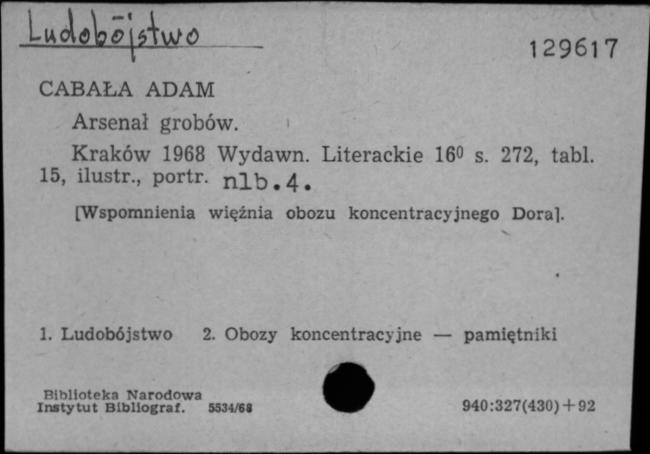 Ludobójstwo
129617
CABAŁA ADAM
Arsenał grobów.
Kraków 1968 Wydawn. Literackie 16⁰ s. 272, tabl.
15, ilustr., portr. nlb.4.
[Wspomnienia więźnia obozu koncentracyjnego Dora].
1. Ludobójstwo 2. Obozy koncentracyjne — pamiętniki
Biblioteka Narodowa
Instytut Bibliograf. 5534/68
940:327(430)+92